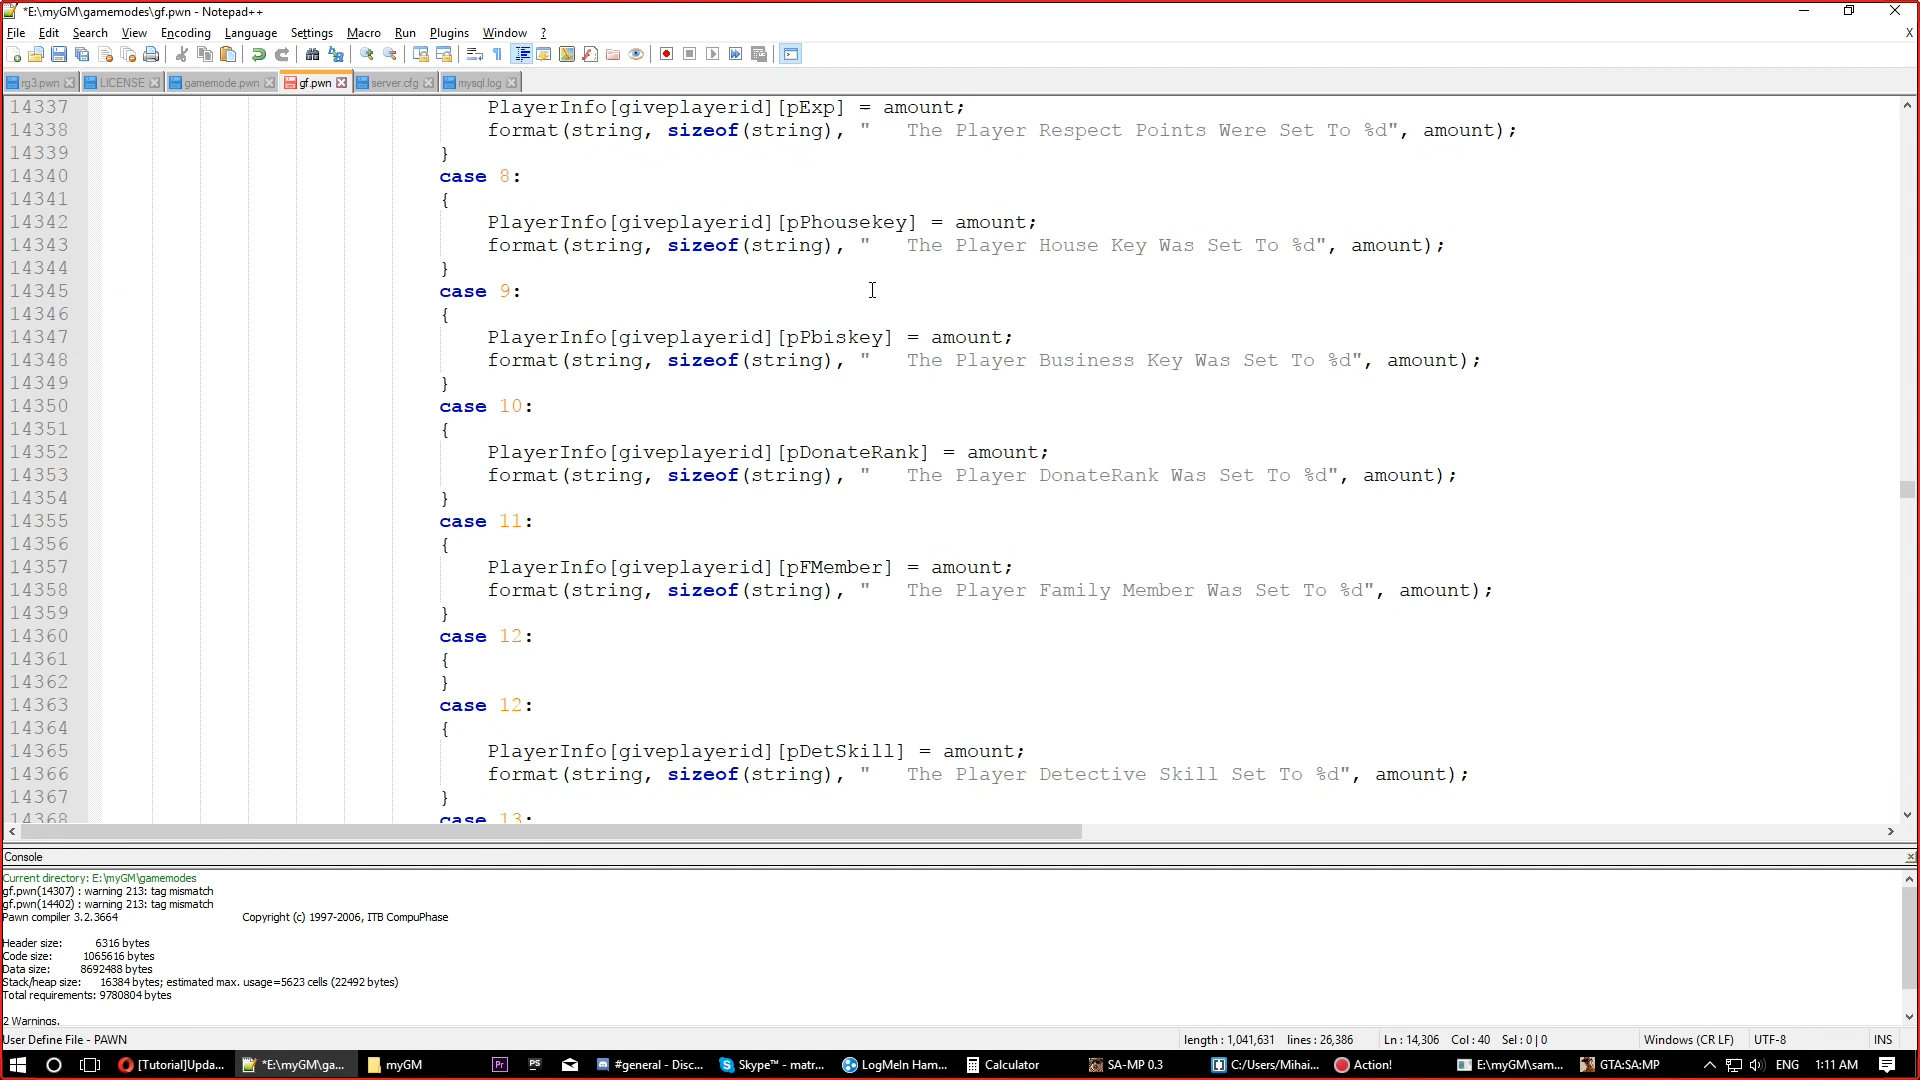 *E:\myGM\gamemodes\gf.pwn - Notepad++
File Edit Search View Encoding Language Settings Macro Run Plugins Window ? X
rg3.pwn LICENSE gamemode.pwn gf.pwn server.cfg mysql.log
14337 PlayerInfo[giveplayerid][pExp] = amount;
14338 format(string, sizeof(string), "   The Player Respect Points Were Set To %d", amount);
14339 }
14340 case 8:
14341 {
14342 PlayerInfo[giveplayerid][pPhousekey] = amount;
14343 format(string, sizeof(string), "   The Player House Key Was Set To %d", amount);
14344 }
14345 case 9:
14346 {
14347 PlayerInfo[giveplayerid][pPbiskey] = amount;
14348 format(string, sizeof(string), "   The Player Business Key Was Set To %d", amount);
14349 }
14350 case 10:
14351 {
14352 PlayerInfo[giveplayerid][pDonateRank] = amount;
14353 format(string, sizeof(string), "   The Player DonateRank Was Set To %d", amount);
14354 }
14355 case 11:
14356 {
14357 PlayerInfo[giveplayerid][pFMember] = amount;
14358 format(string, sizeof(string), "   The Player Family Member Was Set To %d", amount);
14359 }
14360 case 12:
14361 {
14362 }
14363 case 12:
14364 {
14365 PlayerInfo[giveplayerid][pDetSkill] = amount;
14366 format(string, sizeof(string), "   The Player Detective Skill Set To %d", amount);
14367 }
14368 case 13:
Console
Current directory: E:\myGM\gamemodes
gf.pwn(14307) : warning 213: tag mismatch
gf.pwn(14402) : warning 213: tag mismatch
Pawn compiler 3.2.3664 Copyright (c) 1997-2006, ITB CompuPhase
Header size: 6316 bytes
Code size: 1065616 bytes
Data size: 8692488 bytes
Stack/heap size: 16384 bytes; estimated max. usage=5623 cells (22492 bytes)
Total requirements: 9780804 bytes
2 Warnings.
User Define File - PAWN length : 1,041,631 lines : 26,386 Ln : 14,306 Col : 40 Sel : 0 | 0 Windows (CR LF) UTF-8 INS
[Tutorial]Upda... *E:\myGM\ga... myGM Pr PS #general - Disc... Skype™ - matr... LogMeIn Ham... Calculator SA-MP 0.3 C:/Users/Mihai... Action! E:\myGM\sam... GTA:SA:MP ENG 1:11 AM